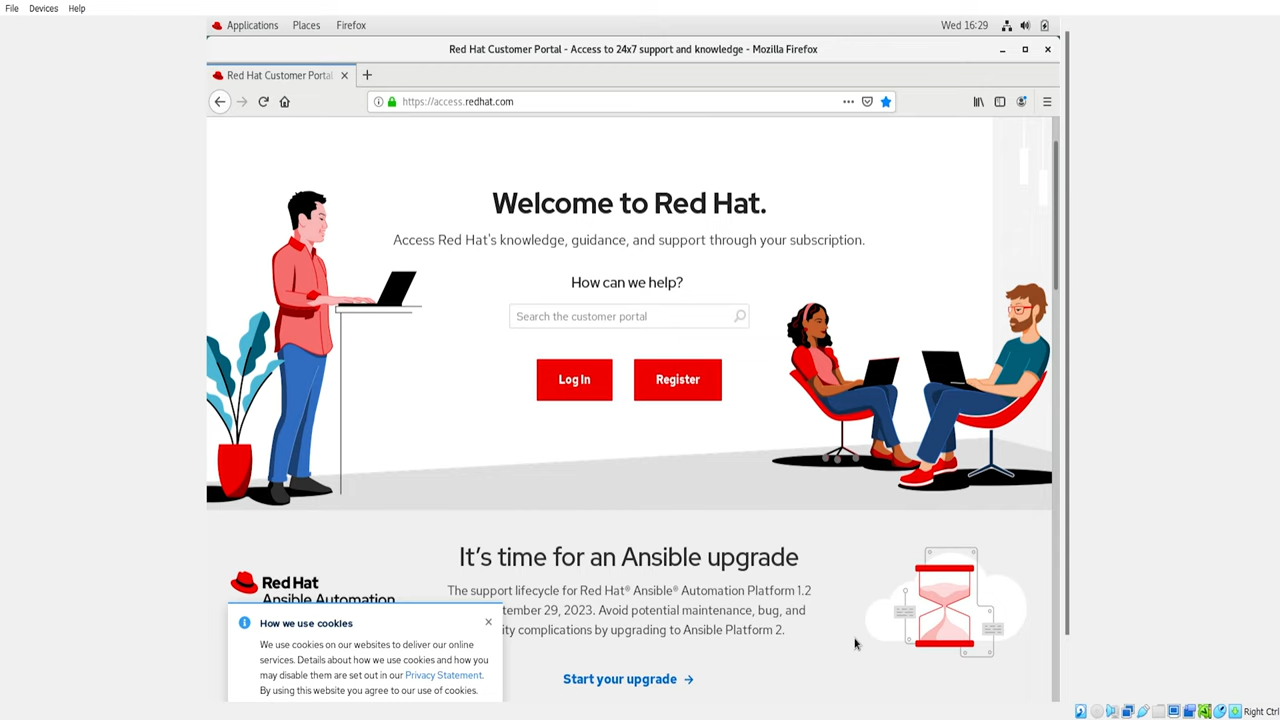 File Devices Help
Applications Places Firefox Wed 16:29
Red Hat Customer Portal - Access to 24x7 support and knowledge - Mozilla Firefox
Red Hat Customer Portal
https://access.redhat.com
Welcome to Red Hat.
Access Red Hat's knowledge, guidance, and support through your subscription.
How can we help?
Search the customer portal
Log In Register
It's time for an Ansible upgrade
Red Hat
Ansible Automation
The support lifecycle for Red Hat® Ansible® Automation Platform 1.2
29, 2023. Avoid potential maintenance, bug, and
complications by upgrading to Ansible Platform 2.
Start your upgrade →
How we use cookies
We use cookies on our websites to deliver our online
services. Details about how we use cookies and how you
may disable them are set out in our Privacy Statement.
By using this website you agree to our use of cookies.
Right Ctrl